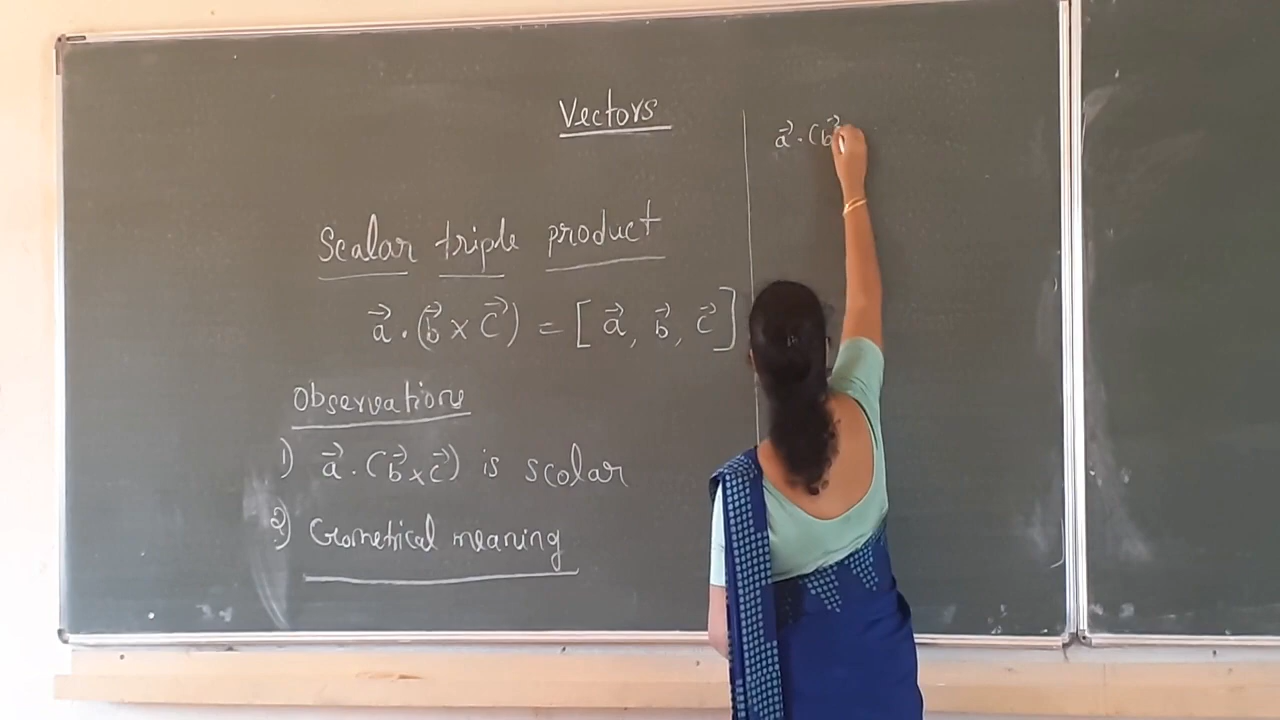 Vectors
Scalar triple product
a⃗ . (b⃗ × c⃗) = [a⃗, b⃗, c⃗]
Observations
1) a⃗ . (b⃗ × c⃗) is scolar
2) Geometrical meaning
a⃗ . (b⃗